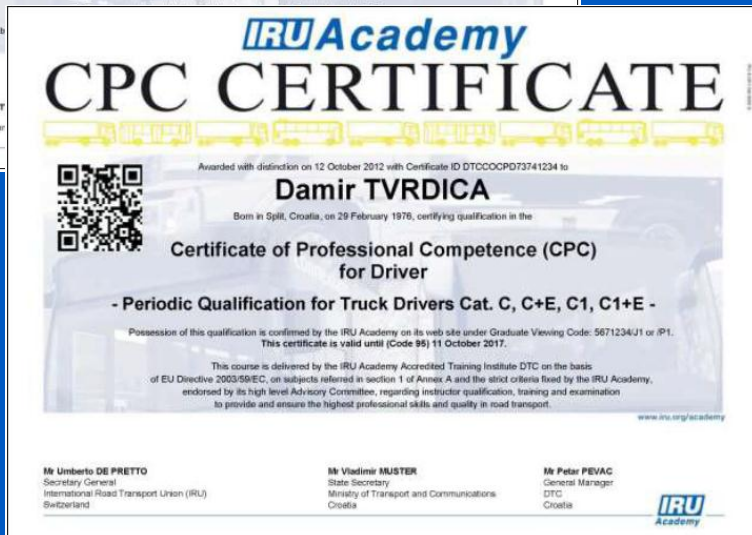 IRU Academy
CPC CERTIFICATE
Awarded with distinction on 12 October 2012 with Certificate ID DTCCOCPD73741234 to
Damir TVRDICA
Born in Split, Croatia, on 29 February 1976, certifying qualification in the
Certificate of Professional Competence (CPC)
for Driver
- Periodic Qualification for Truck Drivers Cat. C, C+E, C1, C1+E -
Possession of this qualification is confirmed by the IRU Academy on its web site under Graduate Viewing Code: 5671234/J1 or /P1.
This certificate is valid until (Code 95) 11 October 2017.
This course is delivered by the IRU Academy Accredited Training Institute DTC on the basis
of EU Directive 2003/59/EC, on subjects referred in section 1 of Annex A and the strict criteria fixed by the IRU Academy,
endorsed by its high level Advisory Committee, regarding instructor qualification, training and examination
to provide and ensure the highest professional skills and quality in road transport.
www.iru.org/academy
Mr Umberto DE PRETTO
Secretary General
International Road Transport Union (IRU)
Switzerland
Mr Vladimir MUSTER
State Secretary
Ministry of Transport and Communications
Croatia
Mr Petar PEVAC
General Manager
DTC
Croatia
IRU
Academy